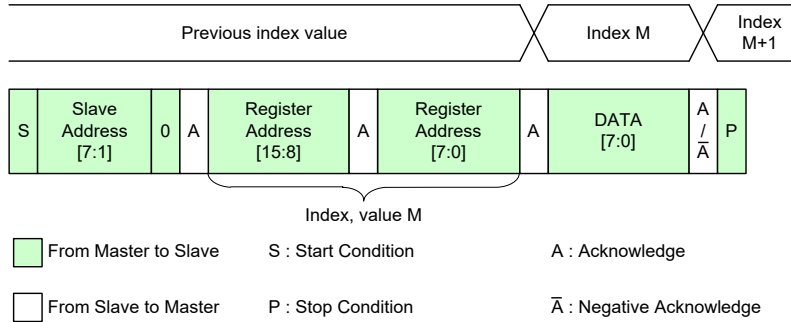 Previous index value
Index M
Index
M+1
S
Slave
Address
[7:1]
0
A
Register
Address
[15:8]
A
Register
Address
[7:0]
A
DATA
[7:0]
A
/
A̅
P
Index, value M
From Master to Slave
S : Start Condition
A : Acknowledge
From Slave to Master
P : Stop Condition
A̅ : Negative Acknowledge